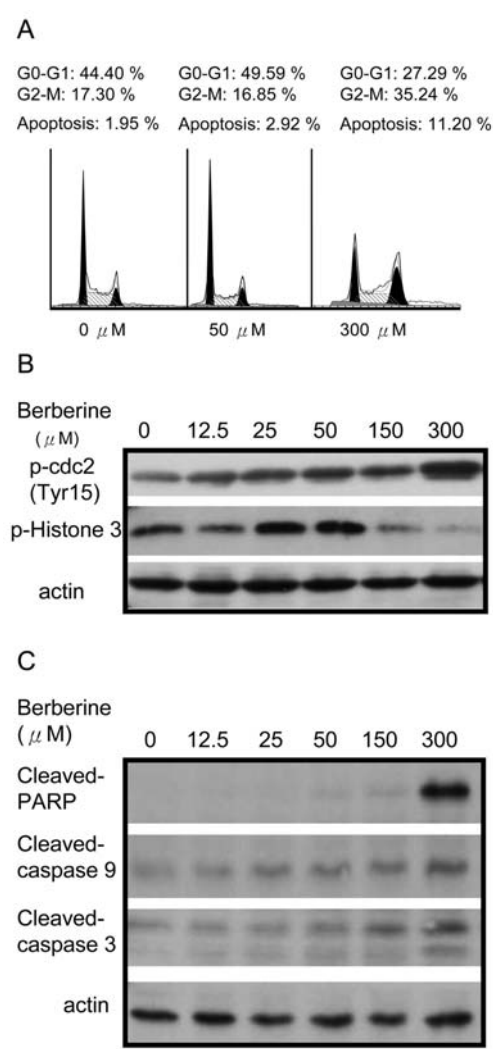 A
G0-G1: 44.40 % G0-G1: 49.59 % G0-G1: 27.29 %
G2-M: 17.30 % G2-M: 16.85 % G2-M: 35.24 %
Apoptosis: 1.95 % Apoptosis: 2.92 % Apoptosis: 11.20 %
0 μM 50 μM 300 μM
B
Berberine
(μM) 0 12.5 25 50 150 300
p-cdc2
(Tyr15)
p-Histone 3
actin
C
Berberine
(μM) 0 12.5 25 50 150 300
Cleaved-
PARP
Cleaved-
caspase 9
Cleaved-
caspase 3
actin